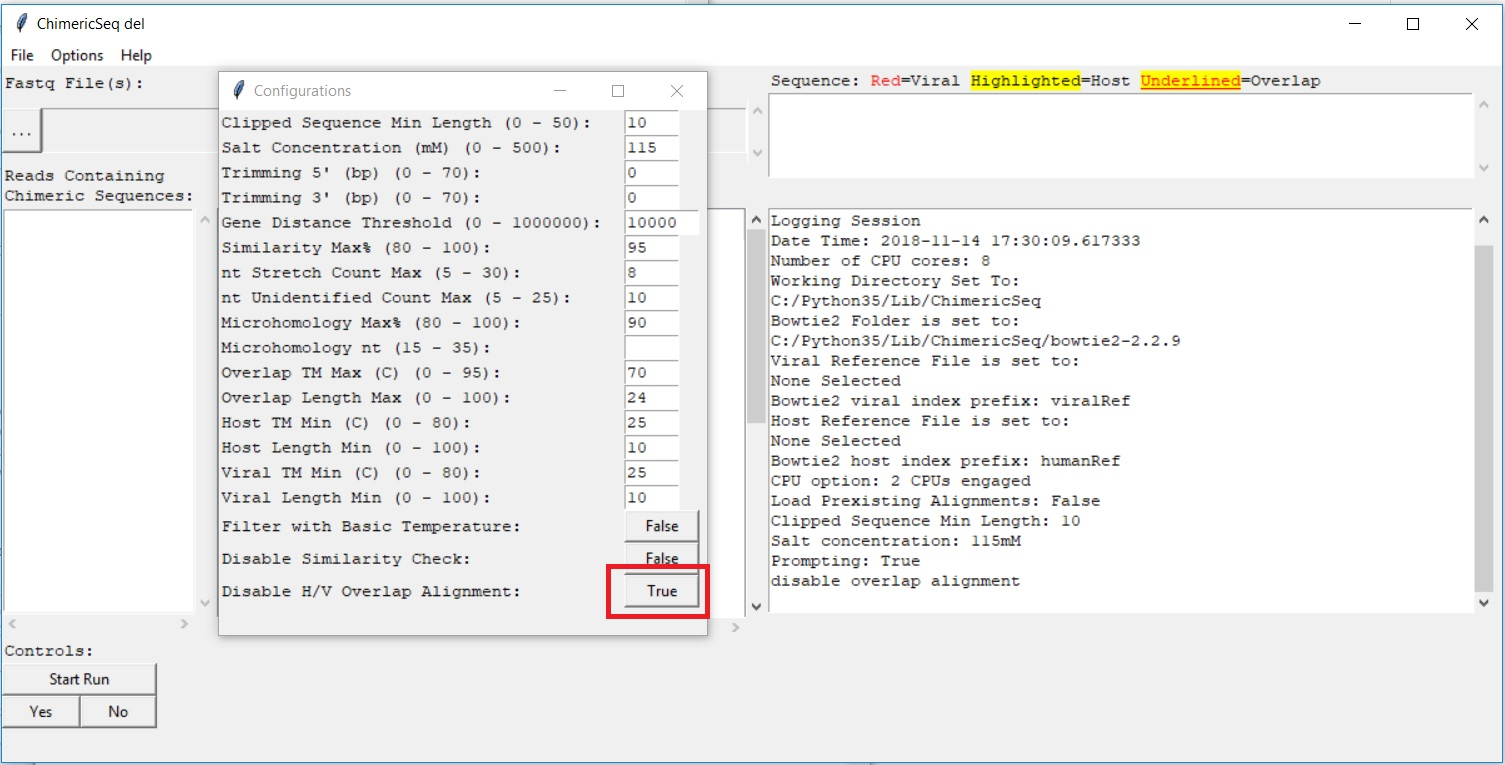 ChimericSeq del
File Options Help
Fastq File(s):
...
Reads Containing
Chimeric Sequences:
Controls:
Start Run
Yes No
Configurations
Clipped Sequence Min Length (0 - 50): 10
Salt Concentration (mM) (0 - 500): 115
Trimming 5' (bp) (0 - 70): 0
Trimming 3' (bp) (0 - 70): 0
Gene Distance Threshold (0 - 1000000): 10000
Similarity Max% (80 - 100): 95
nt Stretch Count Max (5 - 30): 8
nt Unidentified Count Max (5 - 25): 10
Microhomology Max% (80 - 100): 90
Microhomology nt (15 - 35):
Overlap TM Max (C) (0 - 95): 70
Overlap Length Max (0 - 100): 24
Host TM Min (C) (0 - 80): 25
Host Length Min (0 - 100): 10
Viral TM Min (C) (0 - 80): 25
Viral Length Min (0 - 100): 10
Filter with Basic Temperature: False
Disable Similarity Check: False
Disable H/V Overlap Alignment: True
Sequence: Red=Viral Highlighted=Host Underlined=Overlap
Logging Session
Date Time: 2018-11-14 17:30:09.617333
Number of CPU cores: 8
Working Directory Set To:
C:/Python35/Lib/ChimericSeq
Bowtie2 Folder is set to:
C:/Python35/Lib/ChimericSeq/bowtie2-2.2.9
Viral Reference File is set to:
None Selected
Bowtie2 viral index prefix: viralRef
Host Reference File is set to:
None Selected
Bowtie2 host index prefix: humanRef
CPU option: 2 CPUs engaged
Load Prexisting Alignments: False
Clipped Sequence Min Length: 10
Salt concentration: 115mM
Prompting: True
disable overlap alignment